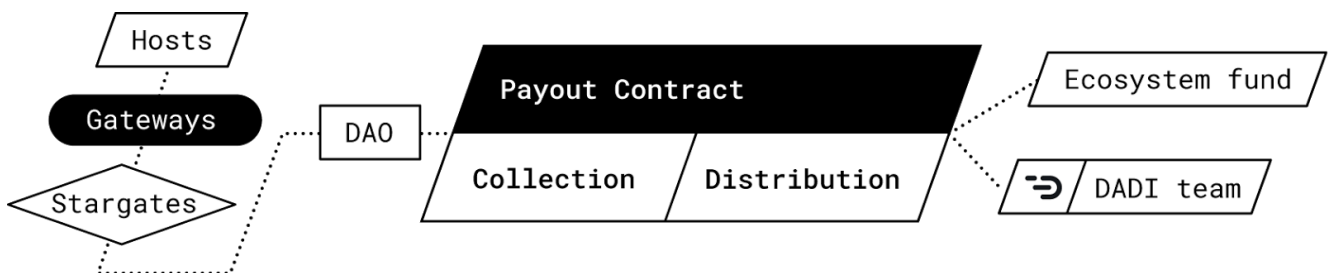 Hosts
Gateways
Stargates
DAO
Payout Contract
Collection
Distribution
Ecosystem fund
DADI team